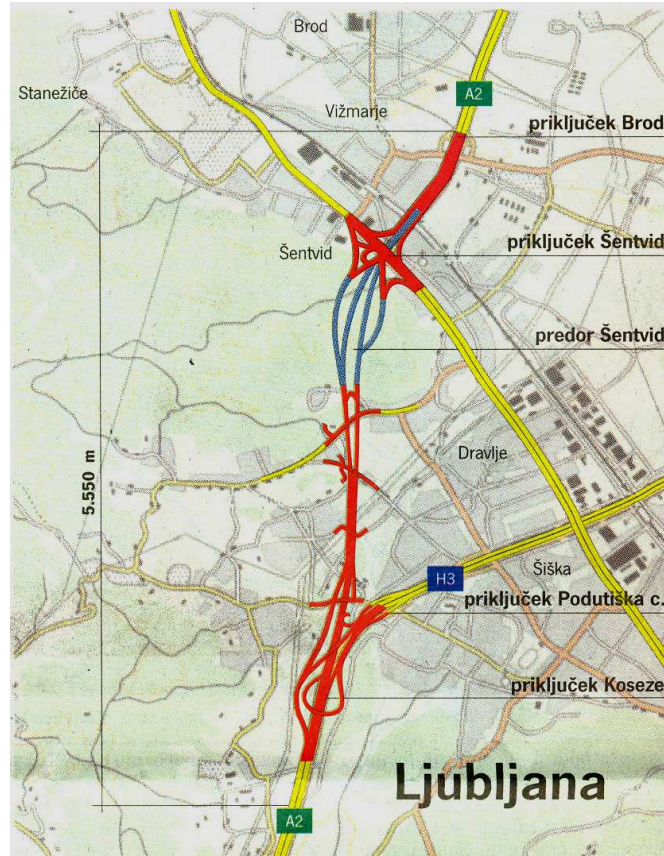 Brod
Stanežiče
A2
Vižmarje
priključek Brod
Šentvid
priključek Šentvid
predor Šentvid
Dravlje
5.550 m
H3
Šiška
priključek Podutiška c.
priključek Koseze
Ljubljana
A2